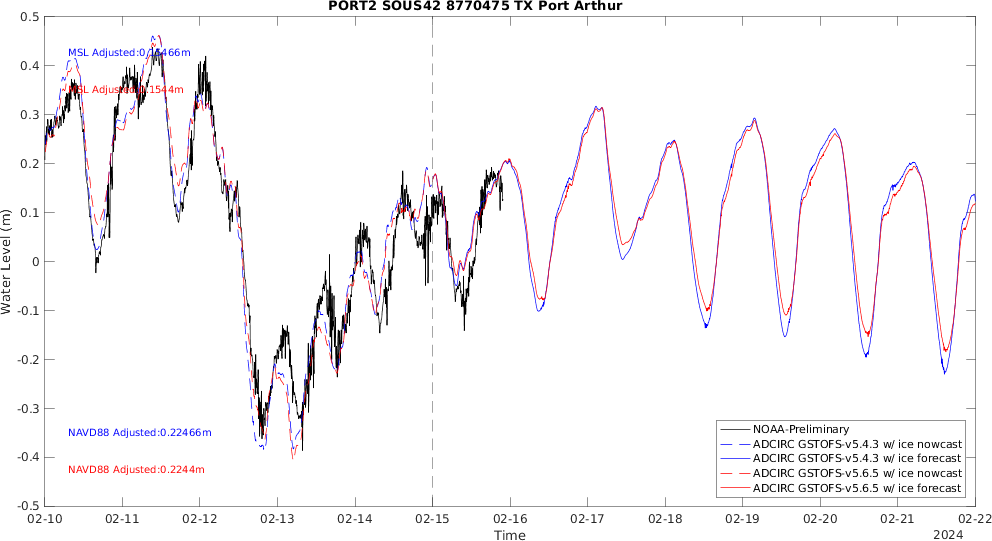 PORT2 SOUS42 8770475 TX Port Arthur
0.5
0.4
0.3
0.2
0.1
0
-0.1
-0.2
-0.3
-0.4
-0.5
Water Level (m)
MSL Adjusted:0.15466m
MSL Adjusted:0.1544m
NAVD88 Adjusted:0.22466m
NAVD88 Adjusted:0.2244m
NOAA-Preliminary
ADCIRC GSTOFS-v5.4.3 w/ ice nowcast
ADCIRC GSTOFS-v5.4.3 w/ ice forecast
ADCIRC GSTOFS-v5.6.5 w/ ice nowcast
ADCIRC GSTOFS-v5.6.5 w/ ice forecast
02-10 02-11 02-12 02-13 02-14 02-15 02-16 02-17 02-18 02-19 02-20 02-21 02-22
Time
2024